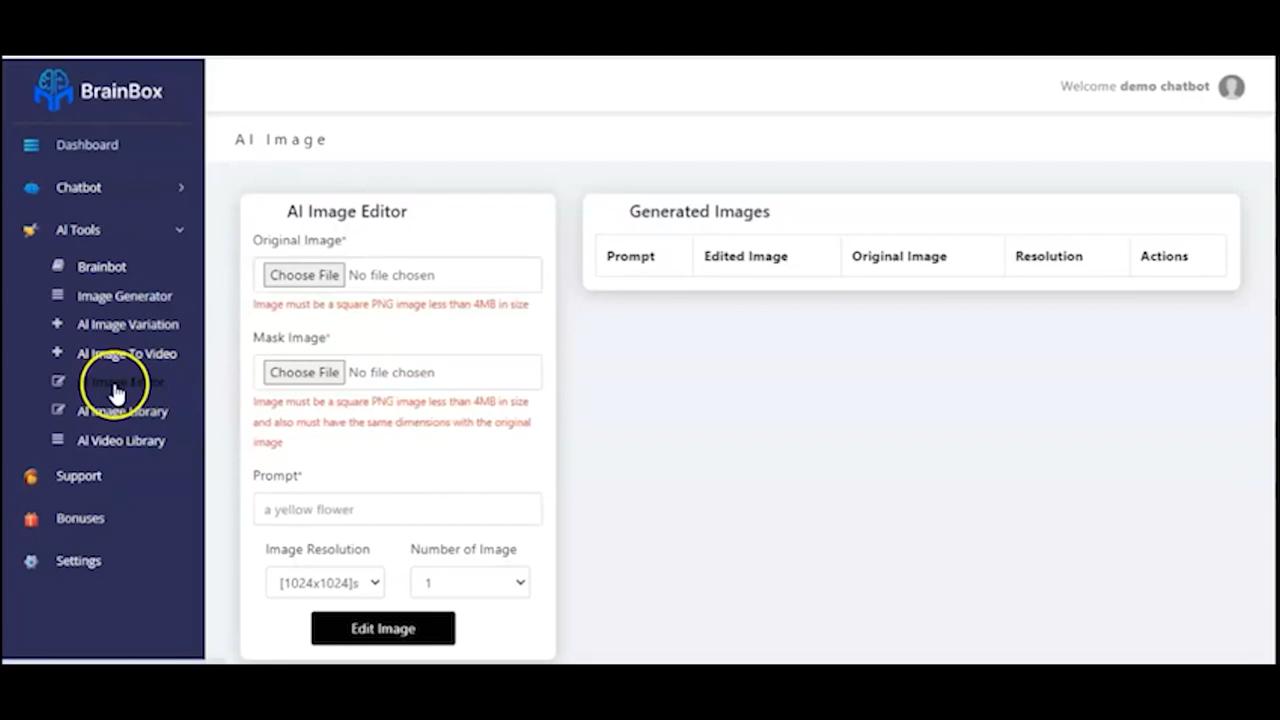 BrainBox
Welcome demo chatbot
Dashboard
Chatbot
AI Tools
Brainbot
Image Generator
AI Image Variation
AI Image To Video
Image Editor
AI Image Library
AI Video Library
Support
Bonuses
Settings
AI Image
AI Image Editor
Original Image*
Choose File No file chosen
Image must be a square PNG image less than 4MB in size
Mask Image*
Choose File No file chosen
Image must be a square PNG image less than 4MB in size
and also must have the same dimensions with the original
image
Prompt*
a yellow flower
Image Resolution Number of Image
[1024x1024]s 1
Edit Image
Generated Images
Prompt Edited Image Original Image Resolution Actions